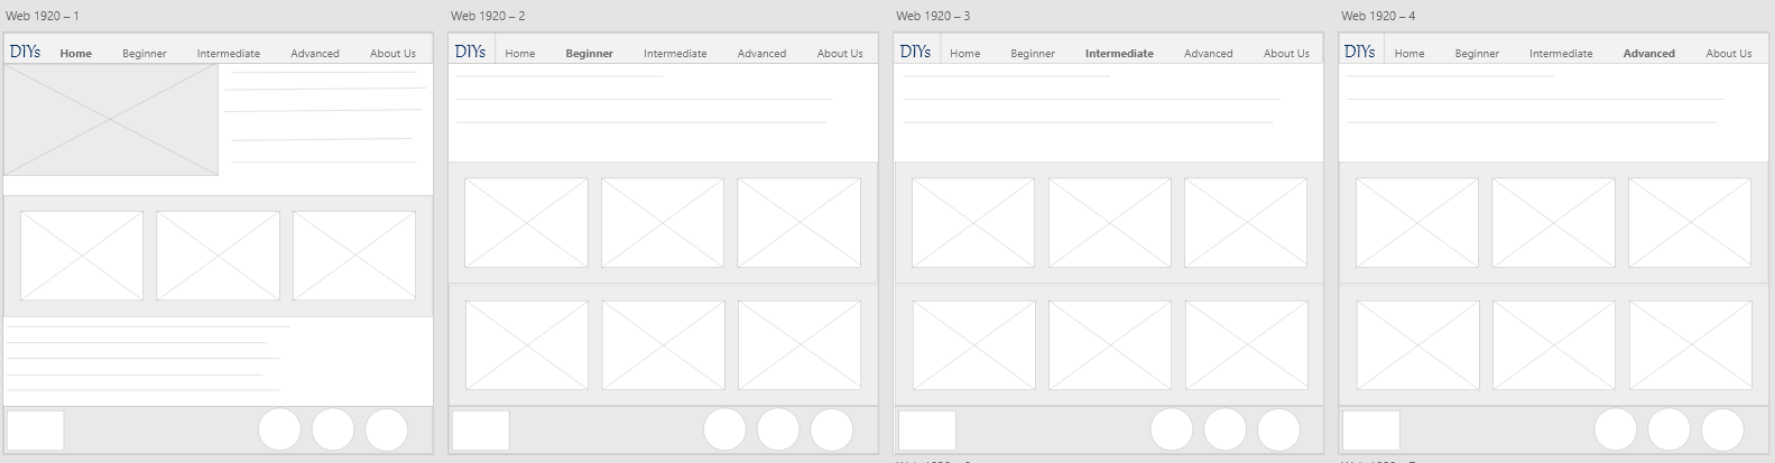 Web 1920 – 1
DIYs Home Beginner Intermediate Advanced About Us
Web 1920 – 2
DIYs Home Beginner Intermediate Advanced About Us
Web 1920 – 3
DIYs Home Beginner Intermediate Advanced About Us
Web 1920 – 4
DIYs Home Beginner Intermediate Advanced About Us